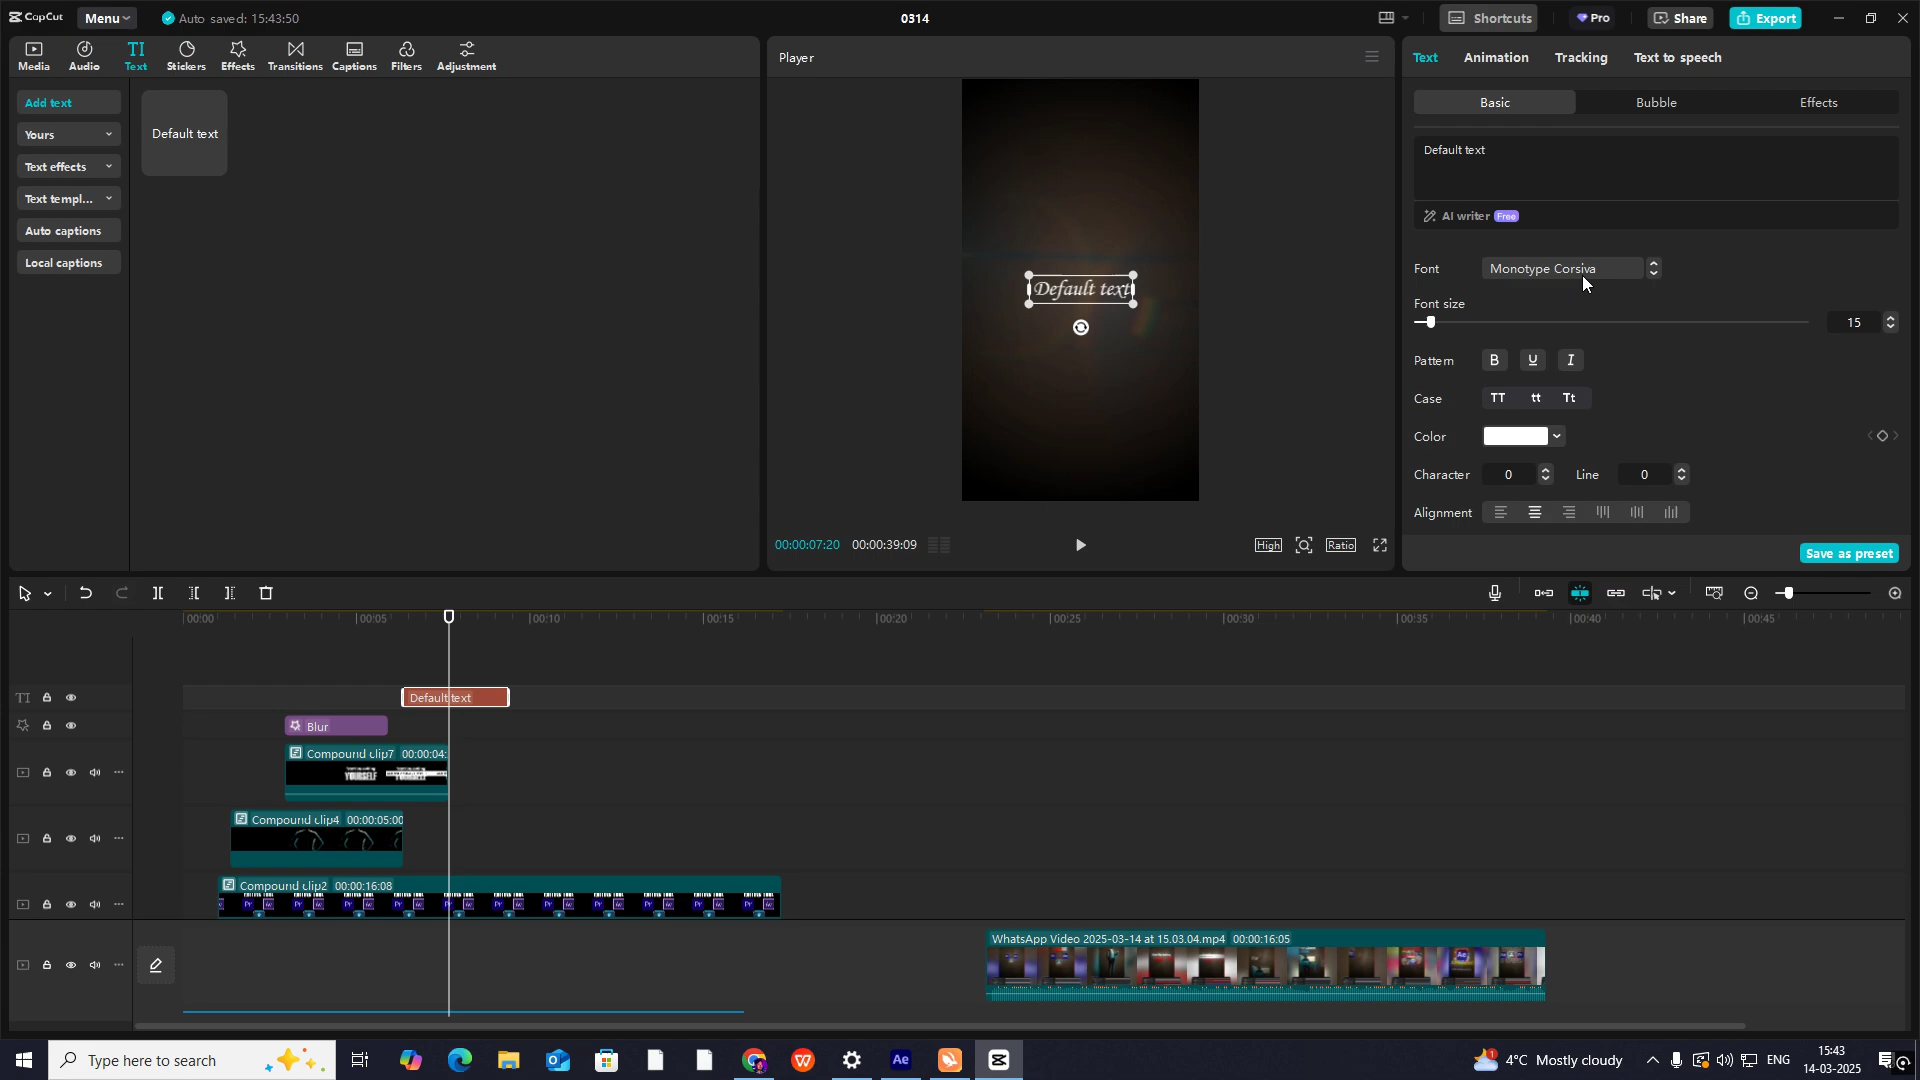 CapCut
Menu
Auto saved: 15:43:50
0314
Shortcuts
Pro
Share
Export
Media
Audio
TI
Text
Stickers
Effects
Transitions
Captions
Filters
Adjustment
Player
Text
Animation
Tracking
Text to speech
Add text
Yours
Text effects
Text templ...
Auto captions
Local captions
Default text
Default text
Basic
Bubble
Effects
Default text
AI writer Free
Font
Monotype Corsiva
Font size
15
Pattern
B U I
Case
TT tt Tt
Color
Character 0
Line 0
Alignment
Save as preset
00:00:07:20 00:00:39:09
High
Ratio
00:00 00:05 00:10 00:15 00:20 00:25 00:30 00:35 00:40 00:45
TI
Default text
Blur
Compound clip7 00:00:04:
YOURSELF
Compound clip4 00:00:05:00
Compound clip2 00:00:16:08
Pr
WhatsApp Video 2025-03-14 at 15.03.04.mp4 00:00:16:05
Ae
Type here to search
Ae
4°C Mostly cloudy
ENG
15:43
14-03-2025